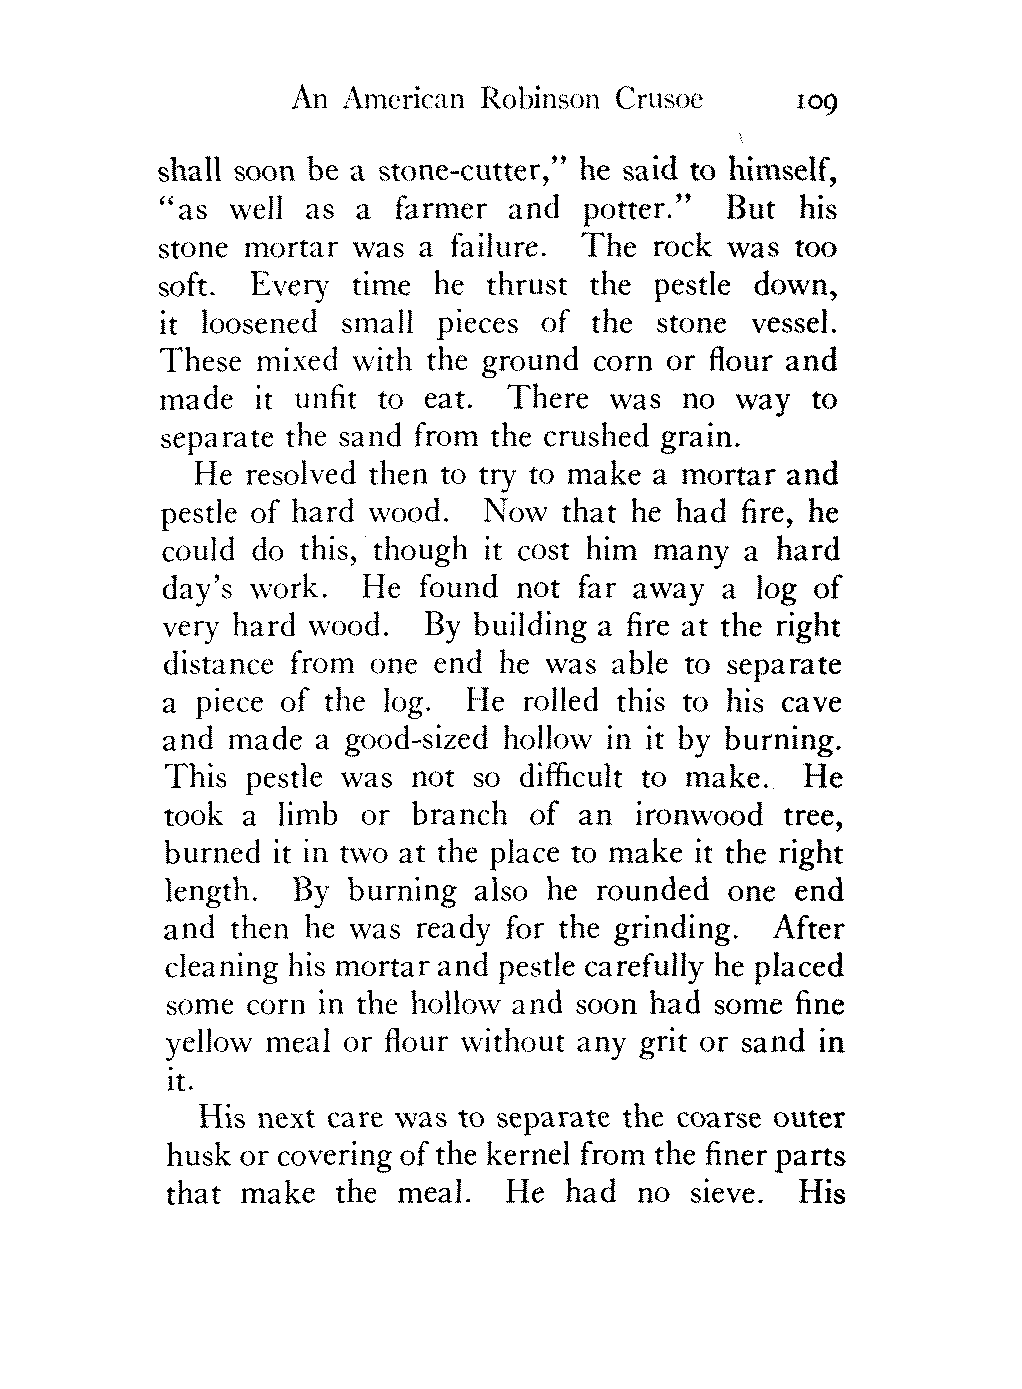 An American Robinson Crusoe 109
shall soon be a stone-cutter,” he said to himself,
“as well as a farmer and potter.” But his
stone mortar was a failure. The rock was too
soft. Every time he thrust the pestle down,
it loosened small pieces of the stone vessel.
These mixed with the ground corn or flour and
made it unfit to eat. There was no way to
separate the sand from the crushed grain.
He resolved then to try to make a mortar and
pestle of hard wood. Now that he had fire, he
could do this, though it cost him many a hard
day’s work. He found not far away a log of
very hard wood. By building a fire at the right
distance from one end he was able to separate
a piece of the log. He rolled this to his cave
and made a good-sized hollow in it by burning.
This pestle was not so difficult to make. He
took a limb or branch of an ironwood tree,
burned it in two at the place to make it the right
length. By burning also he rounded one end
and then he was ready for the grinding. After
cleaning his mortar and pestle carefully he placed
some corn in the hollow and soon had some fine
yellow meal or flour without any grit or sand in
it.
His next care was to separate the coarse outer
husk or covering of the kernel from the finer parts
that make the meal. He had no sieve. His